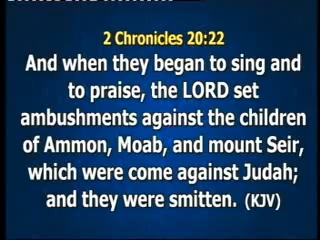 2 Chronicles 20:22
And when they began to sing and
to praise, the LORD set
ambushments against the children
of Ammon, Moab, and mount Seir,
which were come against Judah;
and they were smitten. (KJV)